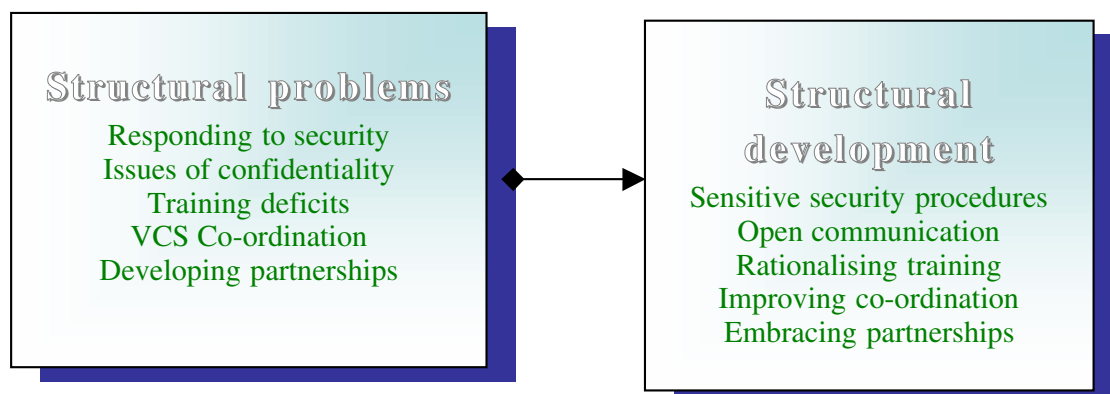 Structural problems
Responding to security
Issues of confidentiality
Training deficits
VCS Co-ordination
Developing partnerships
Structural
development
Sensitive security procedures
Open communication
Rationalising training
Improving co-ordination
Embracing partnerships